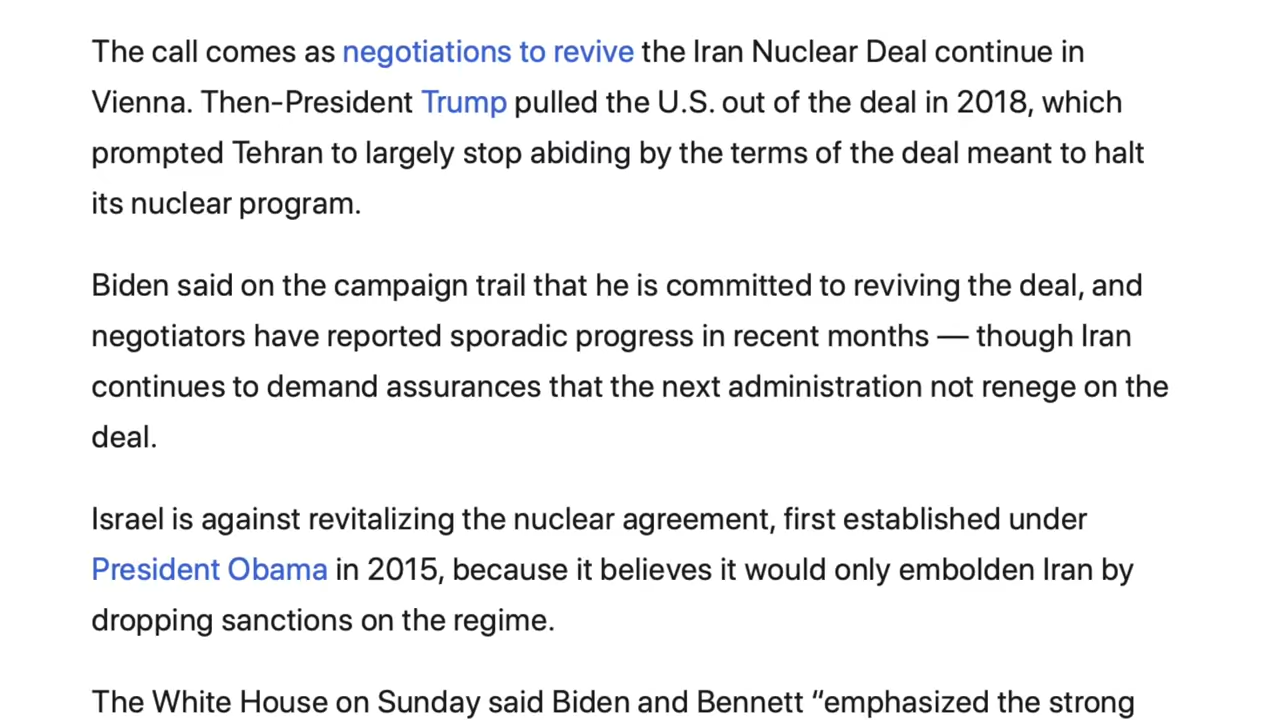 The call comes as negotiations to revive the Iran Nuclear Deal continue in
Vienna. Then-President Trump pulled the U.S. out of the deal in 2018, which
prompted Tehran to largely stop abiding by the terms of the deal meant to halt
its nuclear program.
Biden said on the campaign trail that he is committed to reviving the deal, and
negotiators have reported sporadic progress in recent months — though Iran
continues to demand assurances that the next administration not renege on the
deal.
Israel is against revitalizing the nuclear agreement, first established under
President Obama in 2015, because it believes it would only embolden Iran by
dropping sanctions on the regime.
The White House on Sunday said Biden and Bennett “emphasized the strong